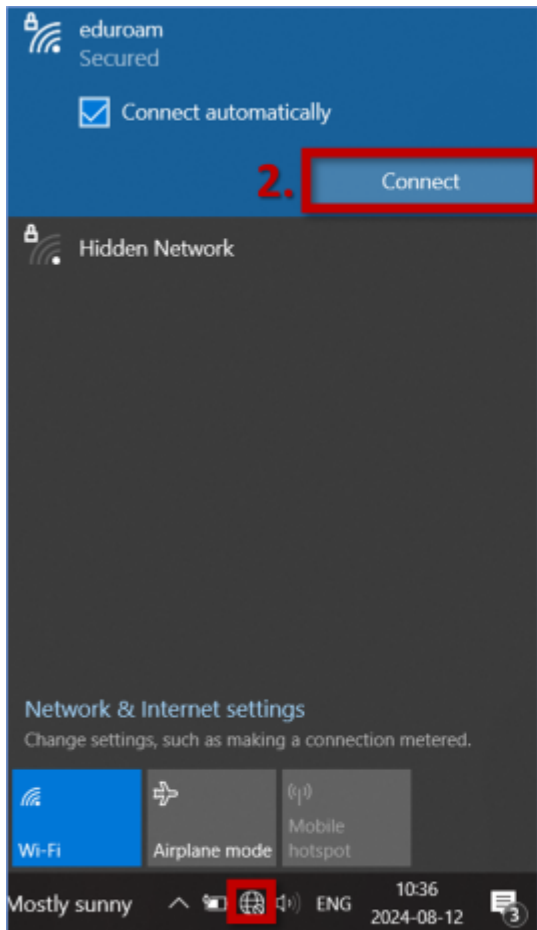 eduroam
Secured
Connect automatically
2. Connect
Hidden Network
Network & Internet settings
Change settings, such as making a connection metered.
Wi-Fi
Airplane mode
Mobile
hotspot
Mostly sunny
ENG
10:36
2024-08-12
3